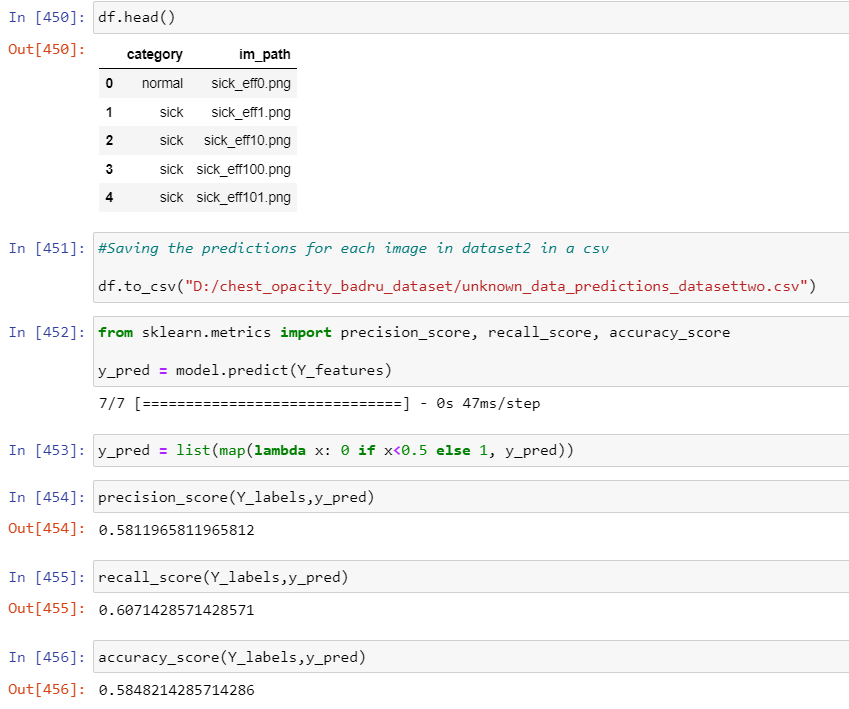 In [450]: df.head()
Out[450]:
category im_path
0 normal sick_eff0.png
1 sick sick_eff1.png
2 sick sick_eff10.png
3 sick sick_eff100.png
4 sick sick_eff101.png
In [451]: #Saving the predictions for each image in dataset2 in a csv
df.to_csv("D:/chest_opacity_badru_dataset/unknown_data_predictions_datasettwo.csv")
In [452]: from sklearn.metrics import precision_score, recall_score, accuracy_score
y_pred = model.predict(Y_features)
7/7 [==============================] - 0s 47ms/step
In [453]: y_pred = list(map(lambda x: 0 if x<0.5 else 1, y_pred))
In [454]: precision_score(Y_labels,y_pred)
Out[454]: 0.5811965811965812
In [455]: recall_score(Y_labels,y_pred)
Out[455]: 0.6071428571428571
In [456]: accuracy_score(Y_labels,y_pred)
Out[456]: 0.5848214285714286